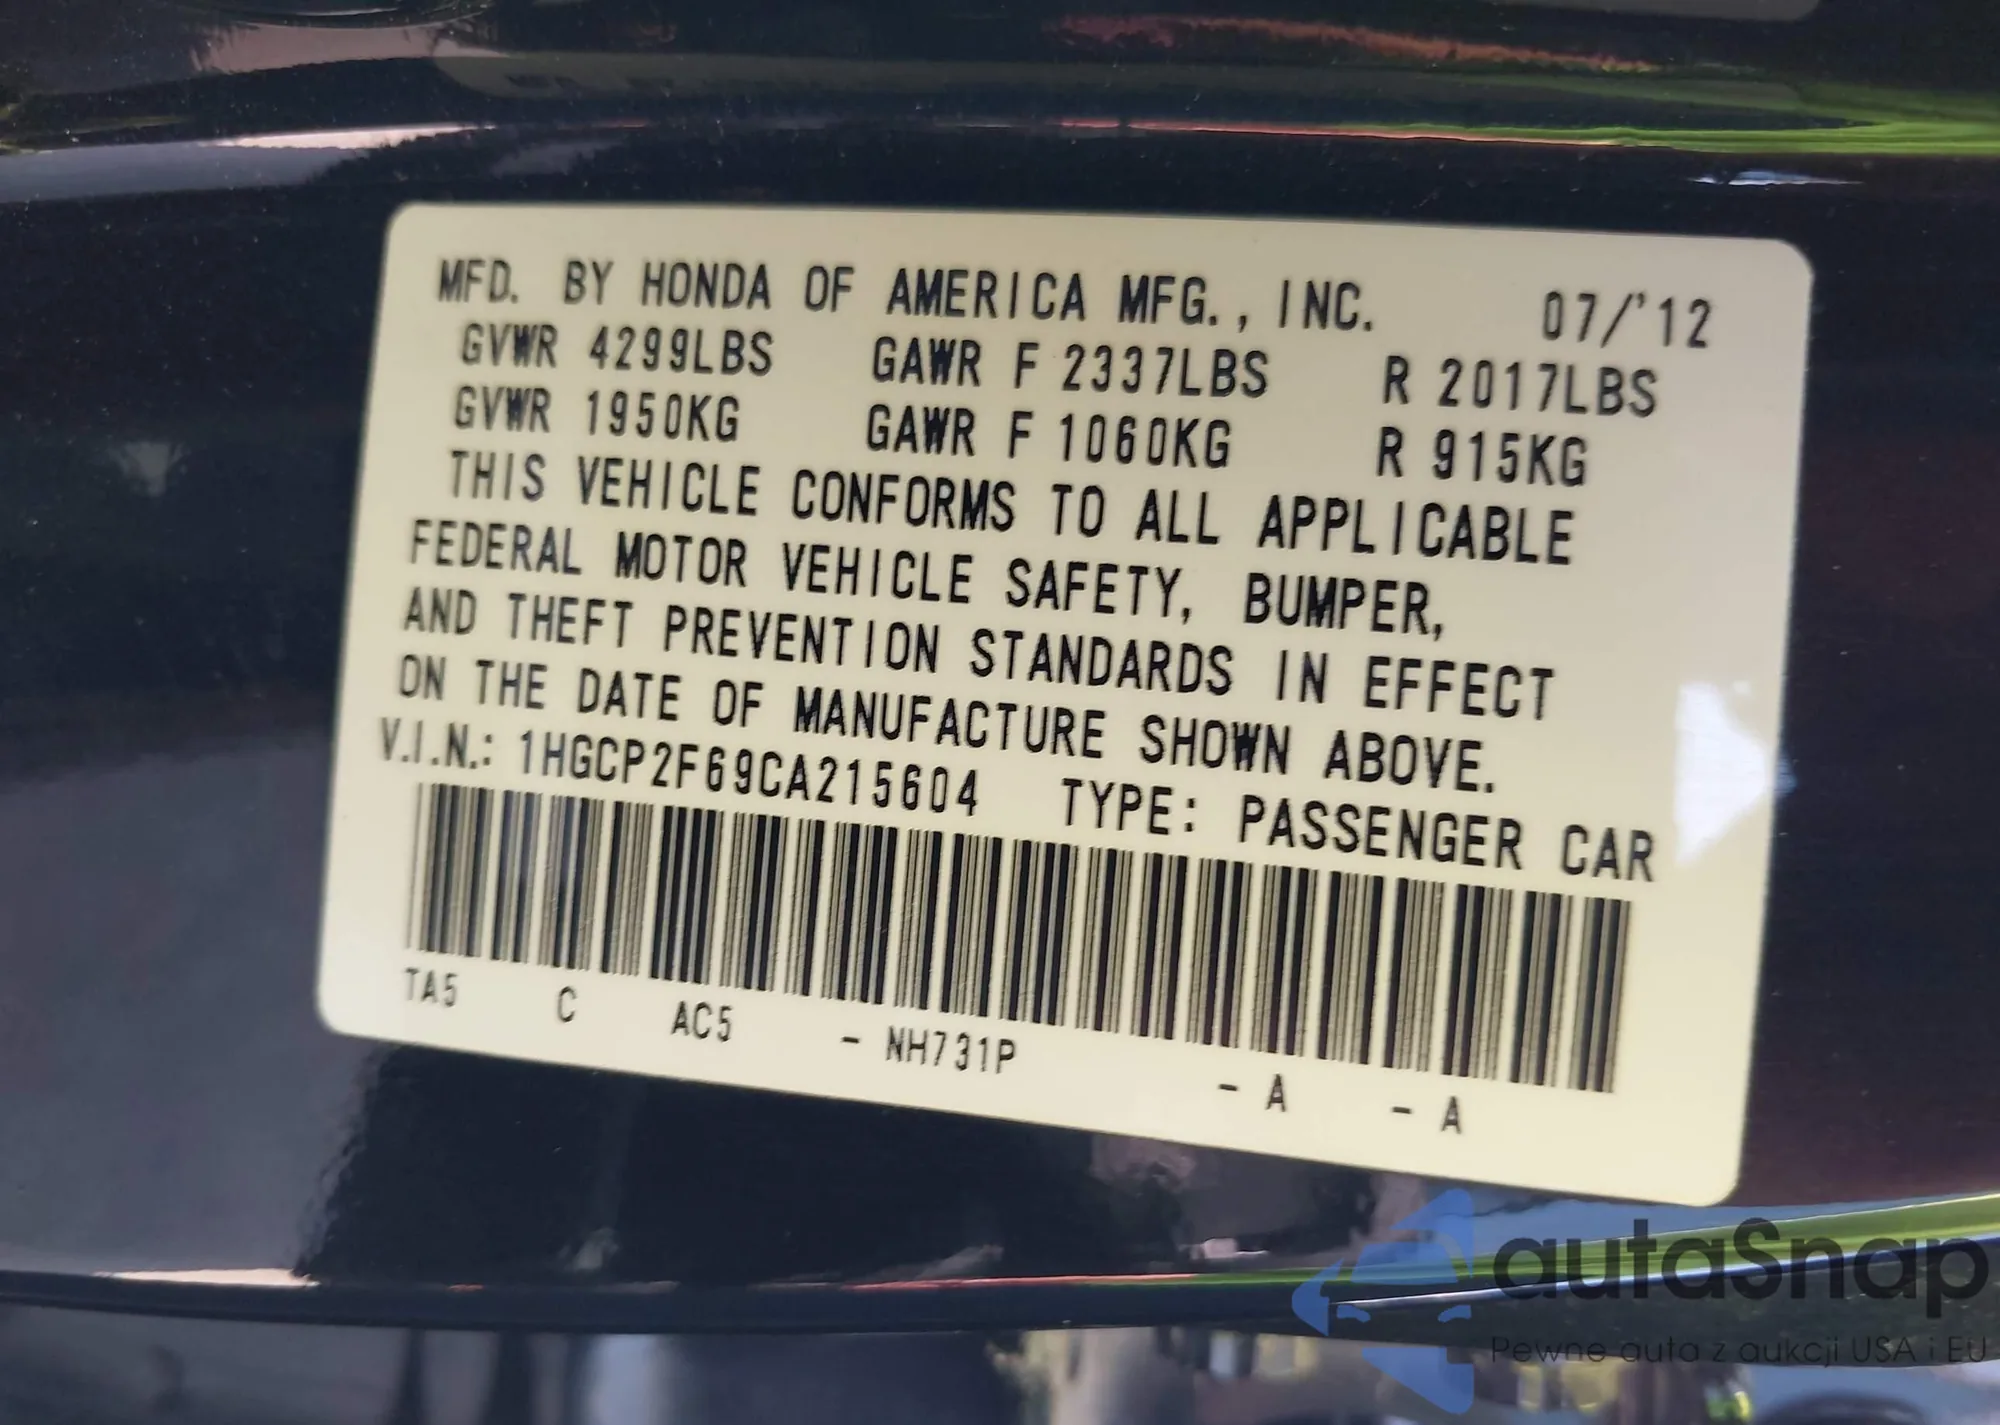 MFD. BY HONDA OF AMERICA MFG., INC. 07/'12
GVWR 4299LBS GAWR F 2337LBS R 2017LBS
GVWR 1950KG GAWR F 1060KG R 915KG
THIS VEHICLE CONFORMS TO ALL APPLICABLE
FEDERAL MOTOR VEHICLE SAFETY, BUMPER,
AND THEFT PREVENTION STANDARDS IN EFFECT
ON THE DATE OF MANUFACTURE SHOWN ABOVE.
V.I.N.: 1HGCP2F69CA215604 TYPE: PASSENGER CAR
TA5 C AC5 - NH731P - A - A
autaSnap
Pewne auta z aukcji USA i EU